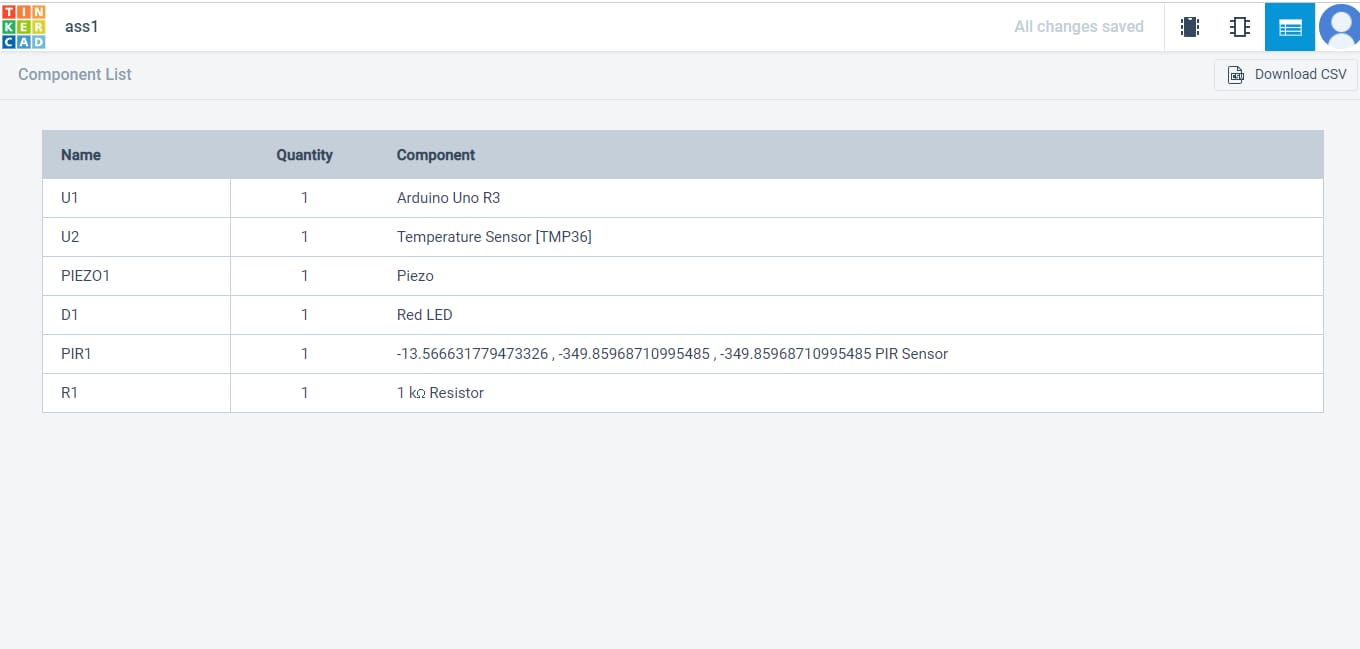 TIN
KER
CAD
ass1
All changes saved
Component List
Download CSV
Name Quantity Component
U1 1 Arduino Uno R3
U2 1 Temperature Sensor [TMP36]
PIEZO1 1 Piezo
D1 1 Red LED
PIR1 1 -13.566631779473326 , -349.85968710995485 , -349.85968710995485 PIR Sensor
R1 1 1 kΩ Resistor